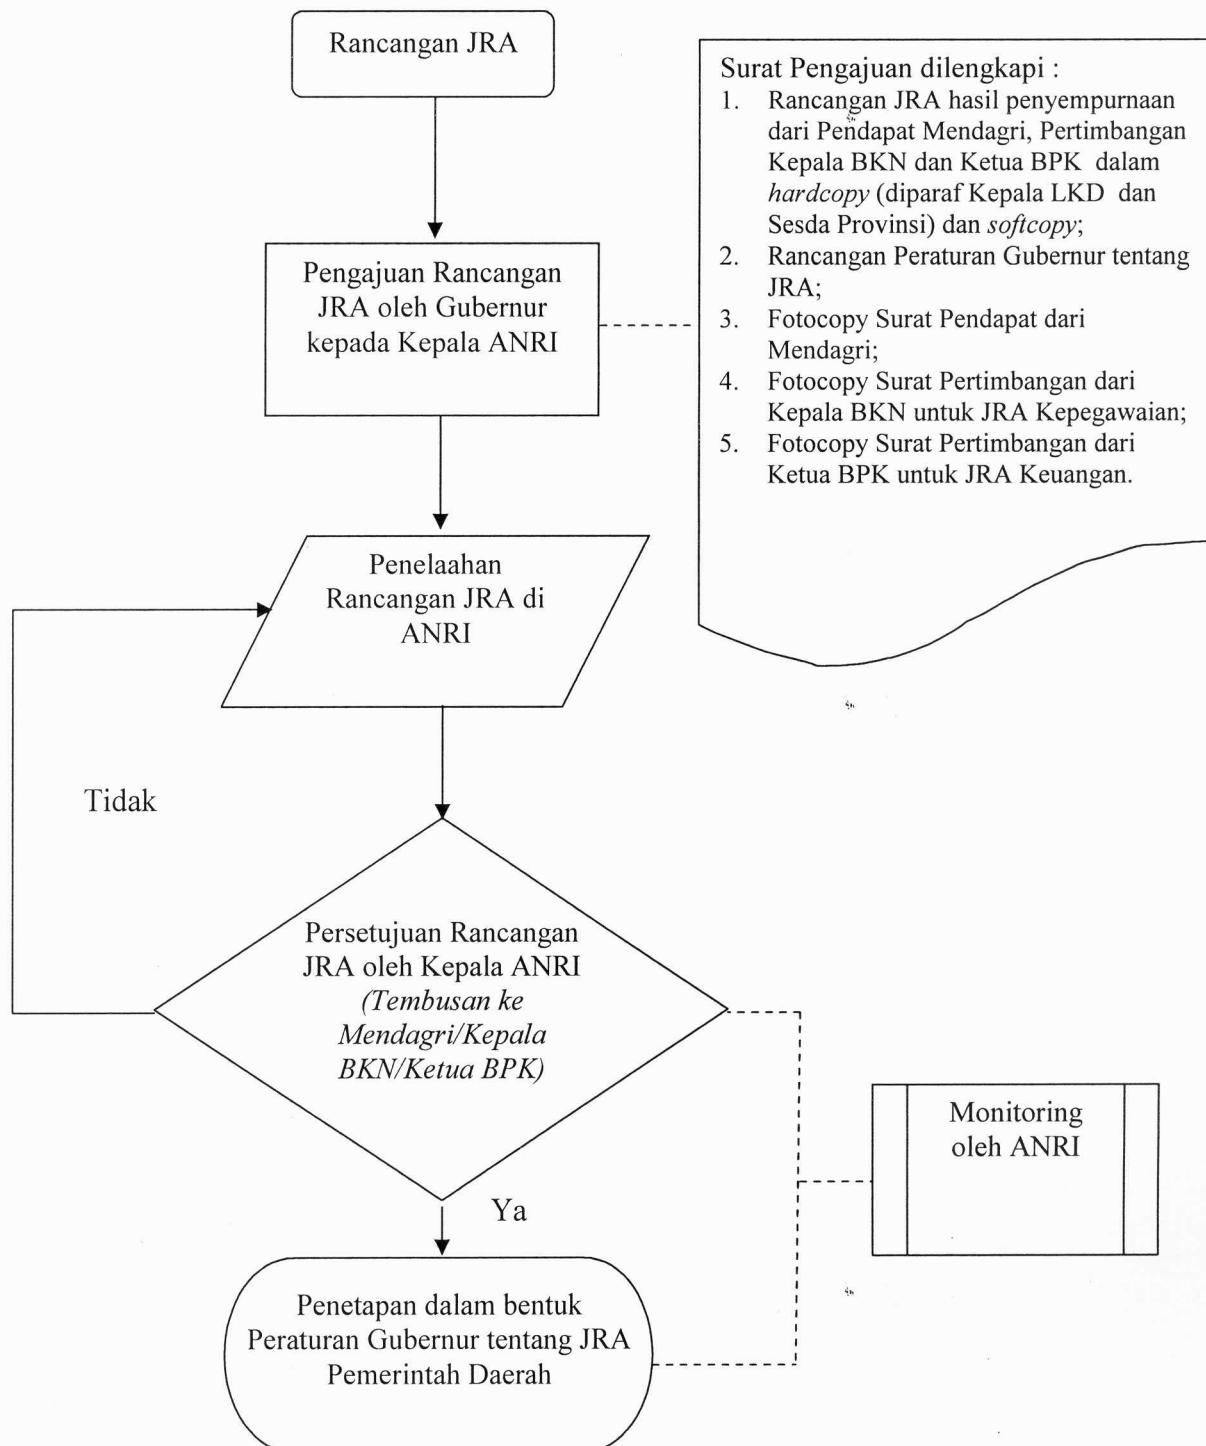 Rancangan JRA
Surat Pengajuan dilengkapi :
1. Rancangan JRA hasil penyempurnaan
dari Pendapat Mendagri, Pertimbangan
Kepala BKN dan Ketua BPK dalam
hardcopy (diparaf Kepala LKD dan
Sesda Provinsi) dan softcopy;
2. Rancangan Peraturan Gubernur tentang
JRA;
3. Fotocopy Surat Pendapat dari
Mendagri;
4. Fotocopy Surat Pertimbangan dari
Kepala BKN untuk JRA Kepegawaian;
5. Fotocopy Surat Pertimbangan dari
Ketua BPK untuk JRA Keuangan.
Pengajuan Rancangan
JRA oleh Gubernur
kepada Kepala ANRI
Penelaahan
Rancangan JRA di
ANRI
Tidak
Persetujuan Rancangan
JRA oleh Kepala ANRI
(Tembusan ke
Mendagri/Kepala
BKN/Ketua BPK)
Monitoring
oleh ANRI
Ya
Penetapan dalam bentuk
Peraturan Gubernur tentang JRA
Pemerintah Daerah